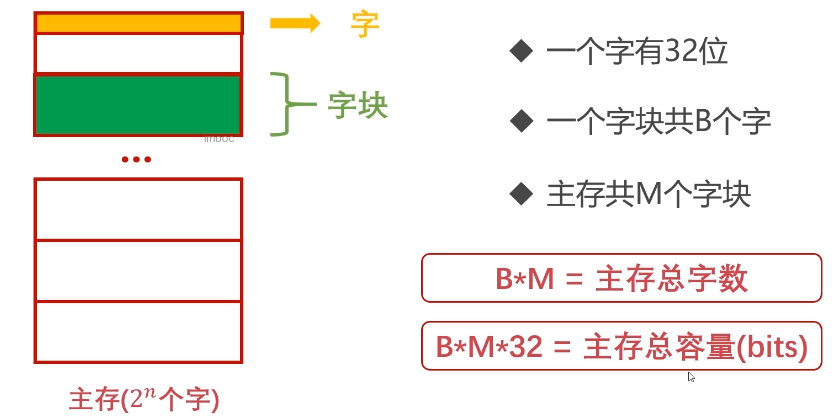 字
一个字有32位
字块
一个字块共B个字
imooc
...
主存共M个字块
B*M = 主存总字数
B*M*32 = 主存总容量(bits)
主存(2ⁿ个字)